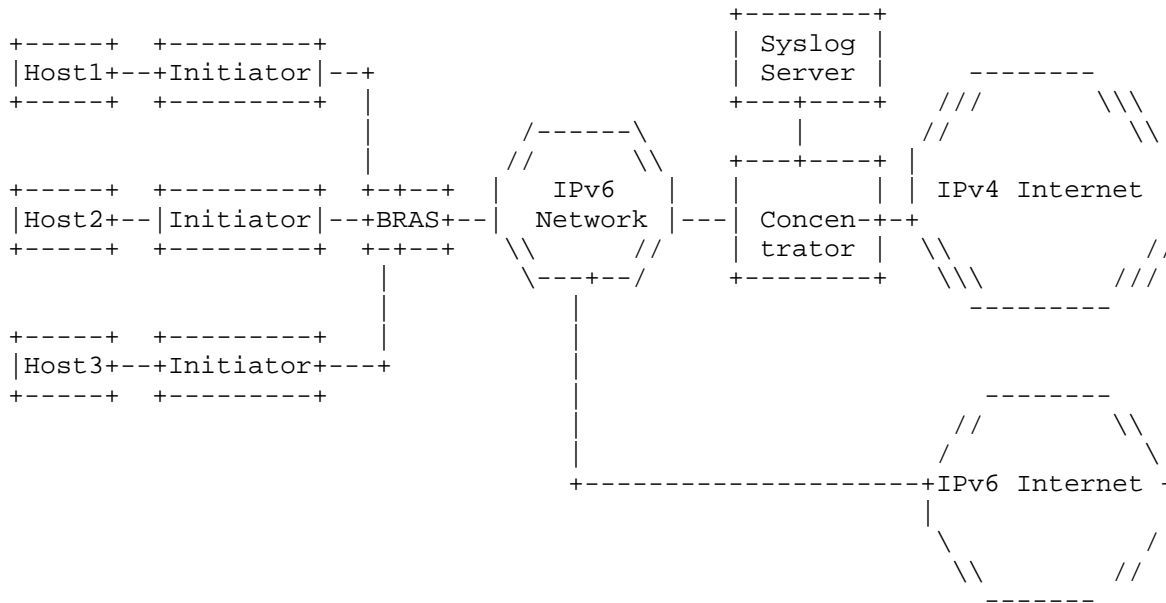 Syslog
Host1 Initiator Server
IPv6
IPv4 Internet
Host2 Initiator BRAS Network Concen-
trator
Host3 Initiator
IPv6 Internet